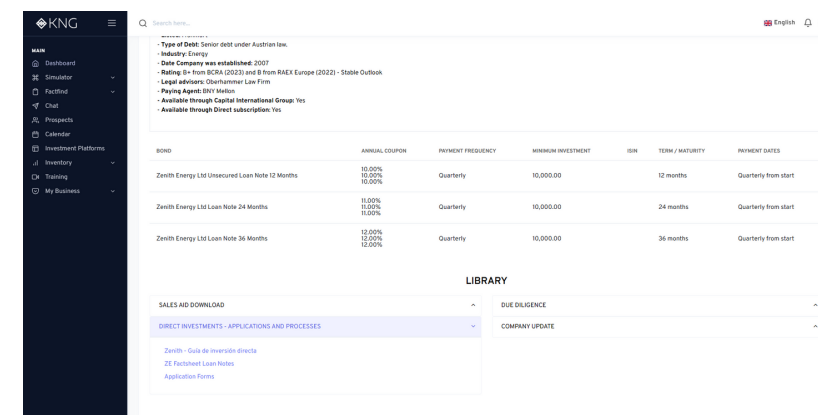 KNG
Search here...
English
MAIN
Dashboard
Simulator
Factfind
Chat
Prospects
Calendar
Investment Platforms
Inventory
Training
My Business
- Type of Debt: Senior debt under Austrian law.
- Industry: Energy
- Date Company was established: 2007
- Rating: B+ from BCRA (2023) and B from RAEX Europe (2022) - Stable Outlook
- Legal advisors: Oberhammer Law Firm
- Paying Agent: BNY Mellon
- Available through Capital International Group: Yes
- Available through Direct subscription: Yes
BOND ANNUAL COUPON PAYMENT FREQUENCY MINIMUM INVESTMENT ISIN TERM / MATURITY PAYMENT DATES
10.00%
Zenith Energy Ltd Unsecured Loan Note 12 Months 10.00% Quarterly 10,000.00 12 months Quarterly from start
10.00%
11.00%
Zenith Energy Ltd Loan Note 24 Months 11.00% Quarterly 10,000.00 24 months Quarterly from start
11.00%
12.00%
Zenith Energy Ltd Loan Note 36 Months 12.00% Quarterly 10,000.00 36 months Quarterly from start
12.00%
LIBRARY
SALES AID DOWNLOAD
DUE DILIGENCE
DIRECT INVESTMENTS - APPLICATIONS AND PROCESSES
COMPANY UPDATE
Zenith - Guía de inversión directa
ZE Factsheet Loan Notes
Application Forms